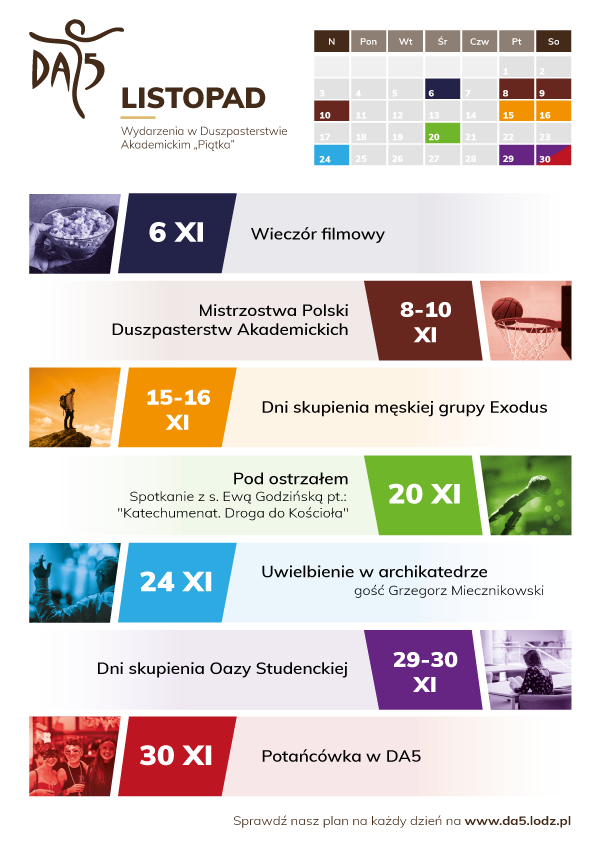 DA5
LISTOPAD
Wydarzenia w Duszpasterstwie
Akademickim „Piątka”
N Pon Wt Śr Czw Pt So
1 2
3 4 5 6 7 8 9
10 11 12 13 14 15 16
17 18 19 20 21 22 23
24 25 26 27 28 29 30
6 XI
Wieczór filmowy
Mistrzostwa Polski
Duszpasterstw Akademickich
8-10
XI
15-16
XI
Dni skupienia męskiej grupy Exodus
Pod ostrzałem
Spotkanie z s. Ewą Godzińską pt.:
"Katechumenat. Droga do Kościoła"
20 XI
24 XI
Uwielbienie w archikatedrze
gość Grzegorz Miecznikowski
Dni skupienia Oazy Studenckiej
29-30
XI
30 XI
Potańcówka w DA5
Sprawdź nasz plan na każdy dzień na www.da5.lodz.pl